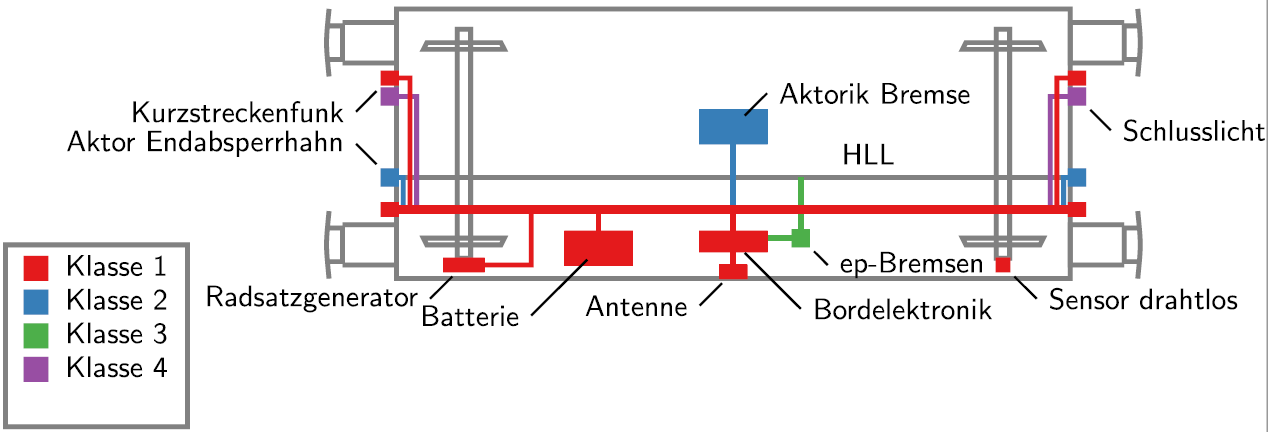 Aktorik Bremse
Kurzstreckenfunk
Schlusslicht
Aktor Endabsperrhahn
HLL
Klasse 1
Klasse 2
Klasse 3
Klasse 4
ep-Bremsen
Radsatzgenerator
Batterie
Antenne
Bordelektronik
Sensor drahtlos